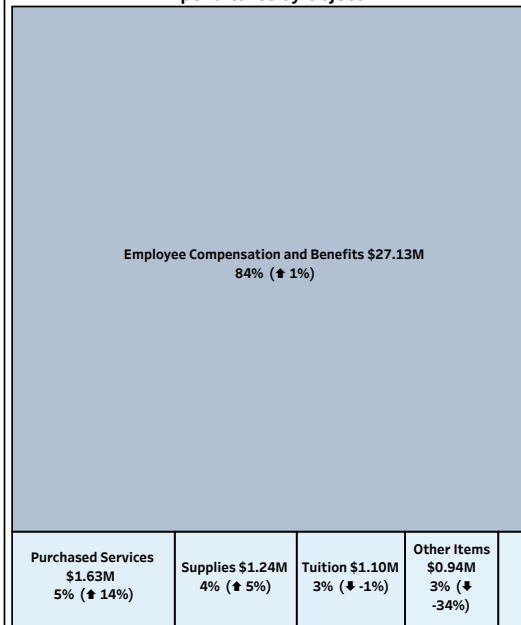 Employee Compensation and Benefits $27.13M
84% (⬆ 1%)
Purchased Services
$1.63M
5% (⬆ 14%)
Supplies $1.24M
4% (⬆ 5%)
Tuition $1.10M
3% (⬇ -1%)
Other Items
$0.94M
3% (⬇
-34%)